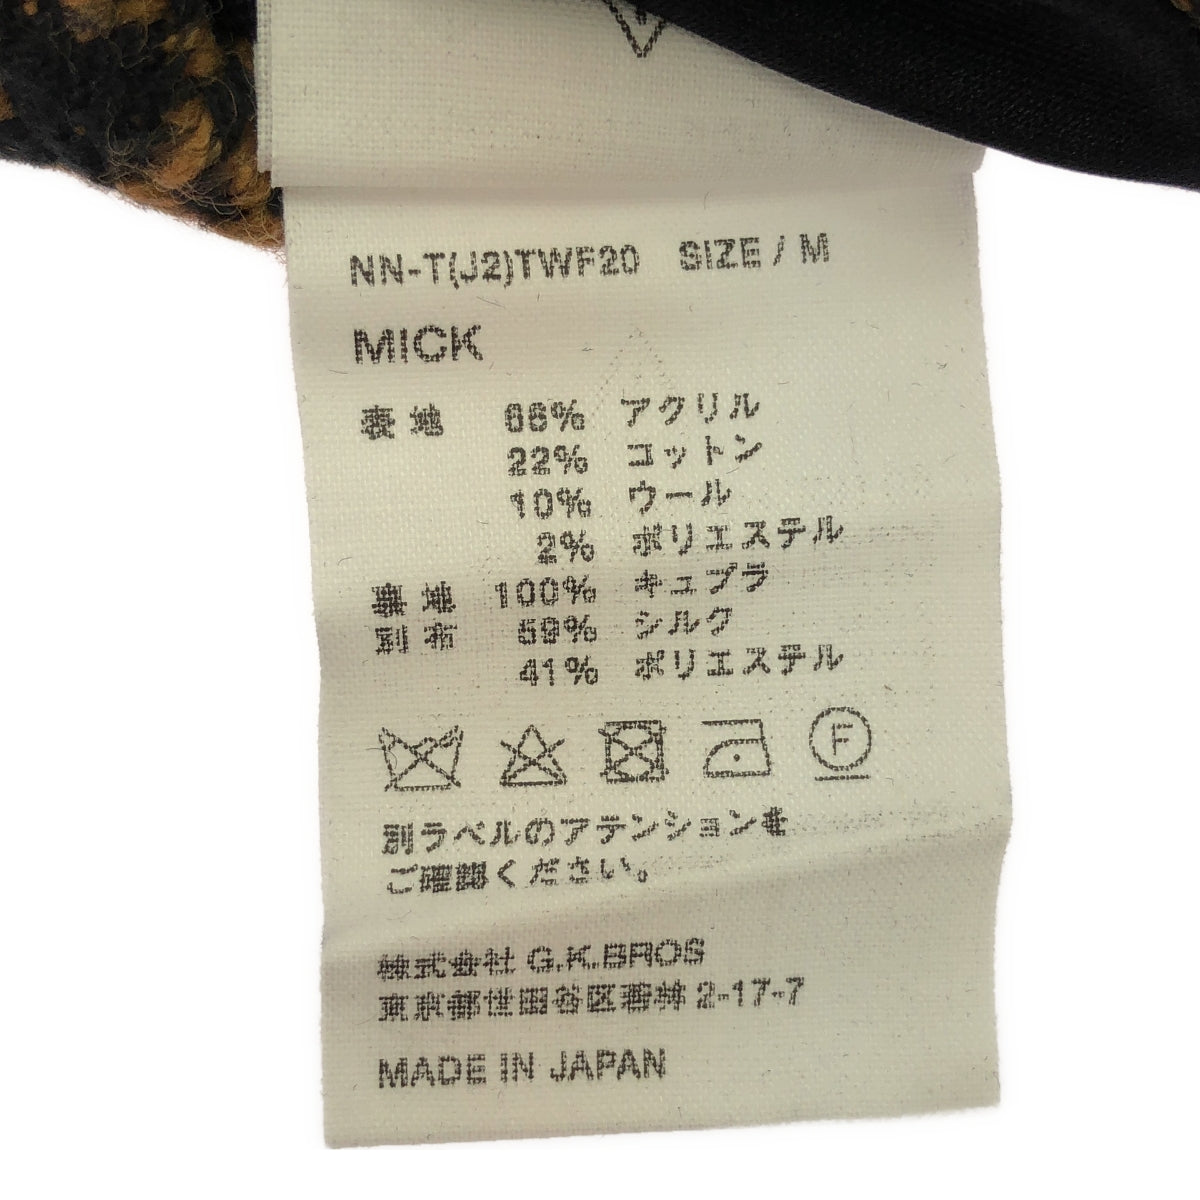 NN-T(J2)TWF20 SIZE / M
MICK
表地 66% アクリル
22% コットン
10% ウール
2% ポリエステル
裏地 100% キュプラ
別布 59% シルク
41% ポリエステル
F
別ラベルのアテンションを
ご確認ください。
株式会社 G.K.BROS
東京都世田谷区若林 2-17-7
MADE IN JAPAN